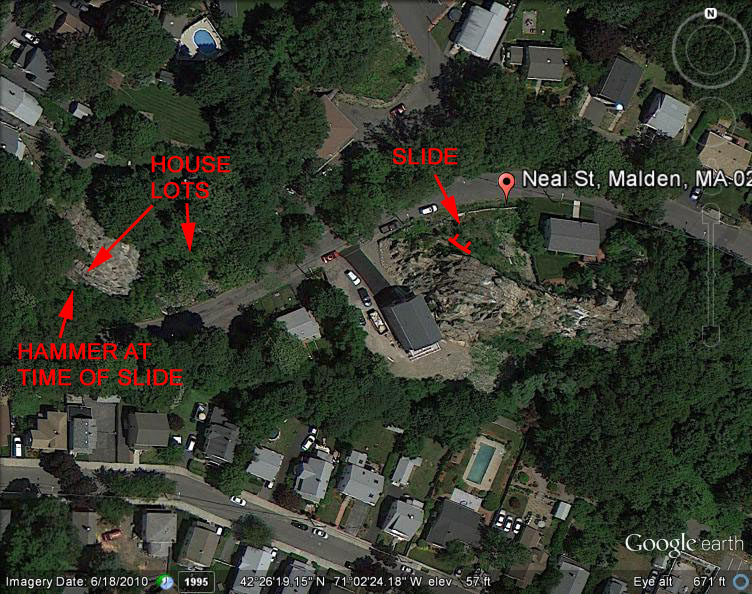 N
HOUSE
LOTS
SLIDE
Neal St, Malden, MA 02
HAMMER AT
TIME OF SLIDE
Google earth
Imagery Date: 6/18/2010 1995 42°26'19.15" N 71°02'24.18" W elev 57 ft Eye alt 671 ft